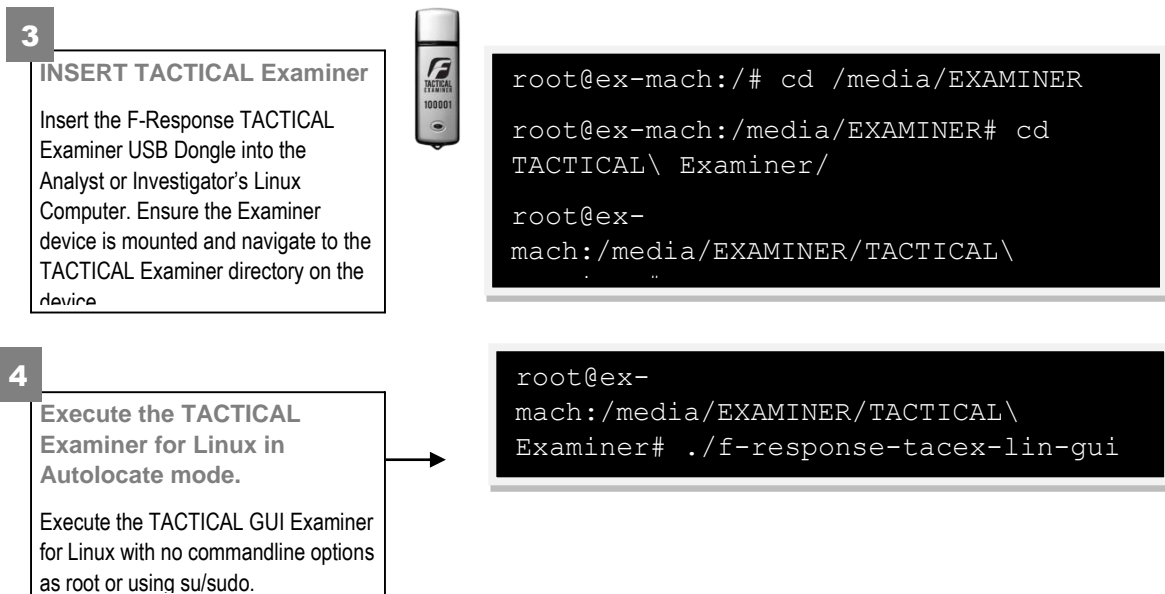 3
INSERT TACTICAL Examiner
Insert the F-Response TACTICAL
Examiner USB Dongle into the
Analyst or Investigator's Linux
Computer. Ensure the Examiner
device is mounted and navigate to the
TACTICAL Examiner directory on the
device
TACTICAL
EXAMINER
100001
root@ex-mach:/# cd /media/EXAMINER
root@ex-mach:/media/EXAMINER# cd
TACTICAL\ Examiner/
root@ex-
mach:/media/EXAMINER/TACTICAL\
4
Execute the TACTICAL
Examiner for Linux in
Autolocate mode.
Execute the TACTICAL GUI Examiner
for Linux with no commandline options
as root or using su/sudo.
root@ex-
mach:/media/EXAMINER/TACTICAL\
Examiner# ./f-response-tacex-lin-gui